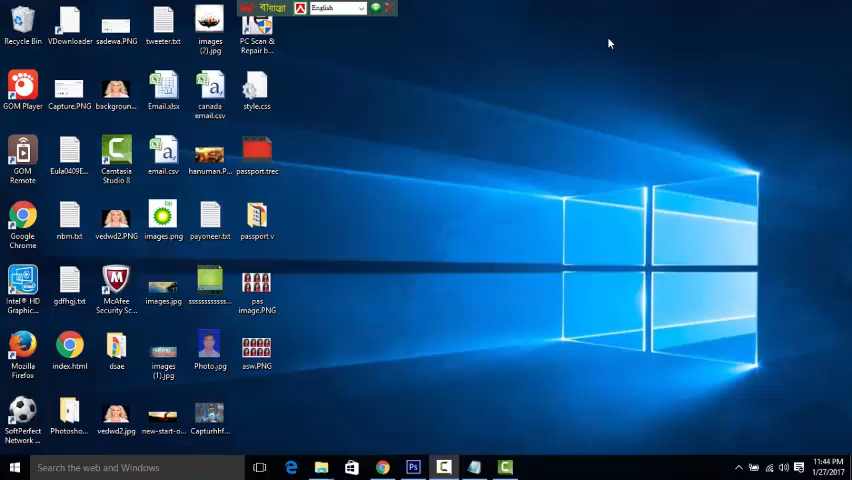 বায়ান্নো English
Recycle Bin
VDownloader
sadewa.PNG
tweeter.txt
images
(2).jpg
PC Scan &
Repair b...
GOM Player
Capture.PNG
backgroun...
Email.xlsx
canada
email.csv
style.css
GOM
Remote
Eula0409E...
Camtasia
Studio 8
email.csv
hanuman.P...
passport.trec
Google
Chrome
nbm.txt
vedwd2.PNG
images.png
payoneer.txt
passport v
Intel® HD
Graphic...
gdfhgj.txt
McAfee
Security Sc...
images.jpg
ssssssssssss...
pas
image.PNG
Mozilla
Firefox
index.html
dsae
images
(1).jpg
Photo.jpg
asw.PNG
SoftPerfect
Network ...
Photosho...
vedwd2.jpg
new-start-o...
Capturhhf...
Search the web and Windows
11:44 PM
1/27/2017